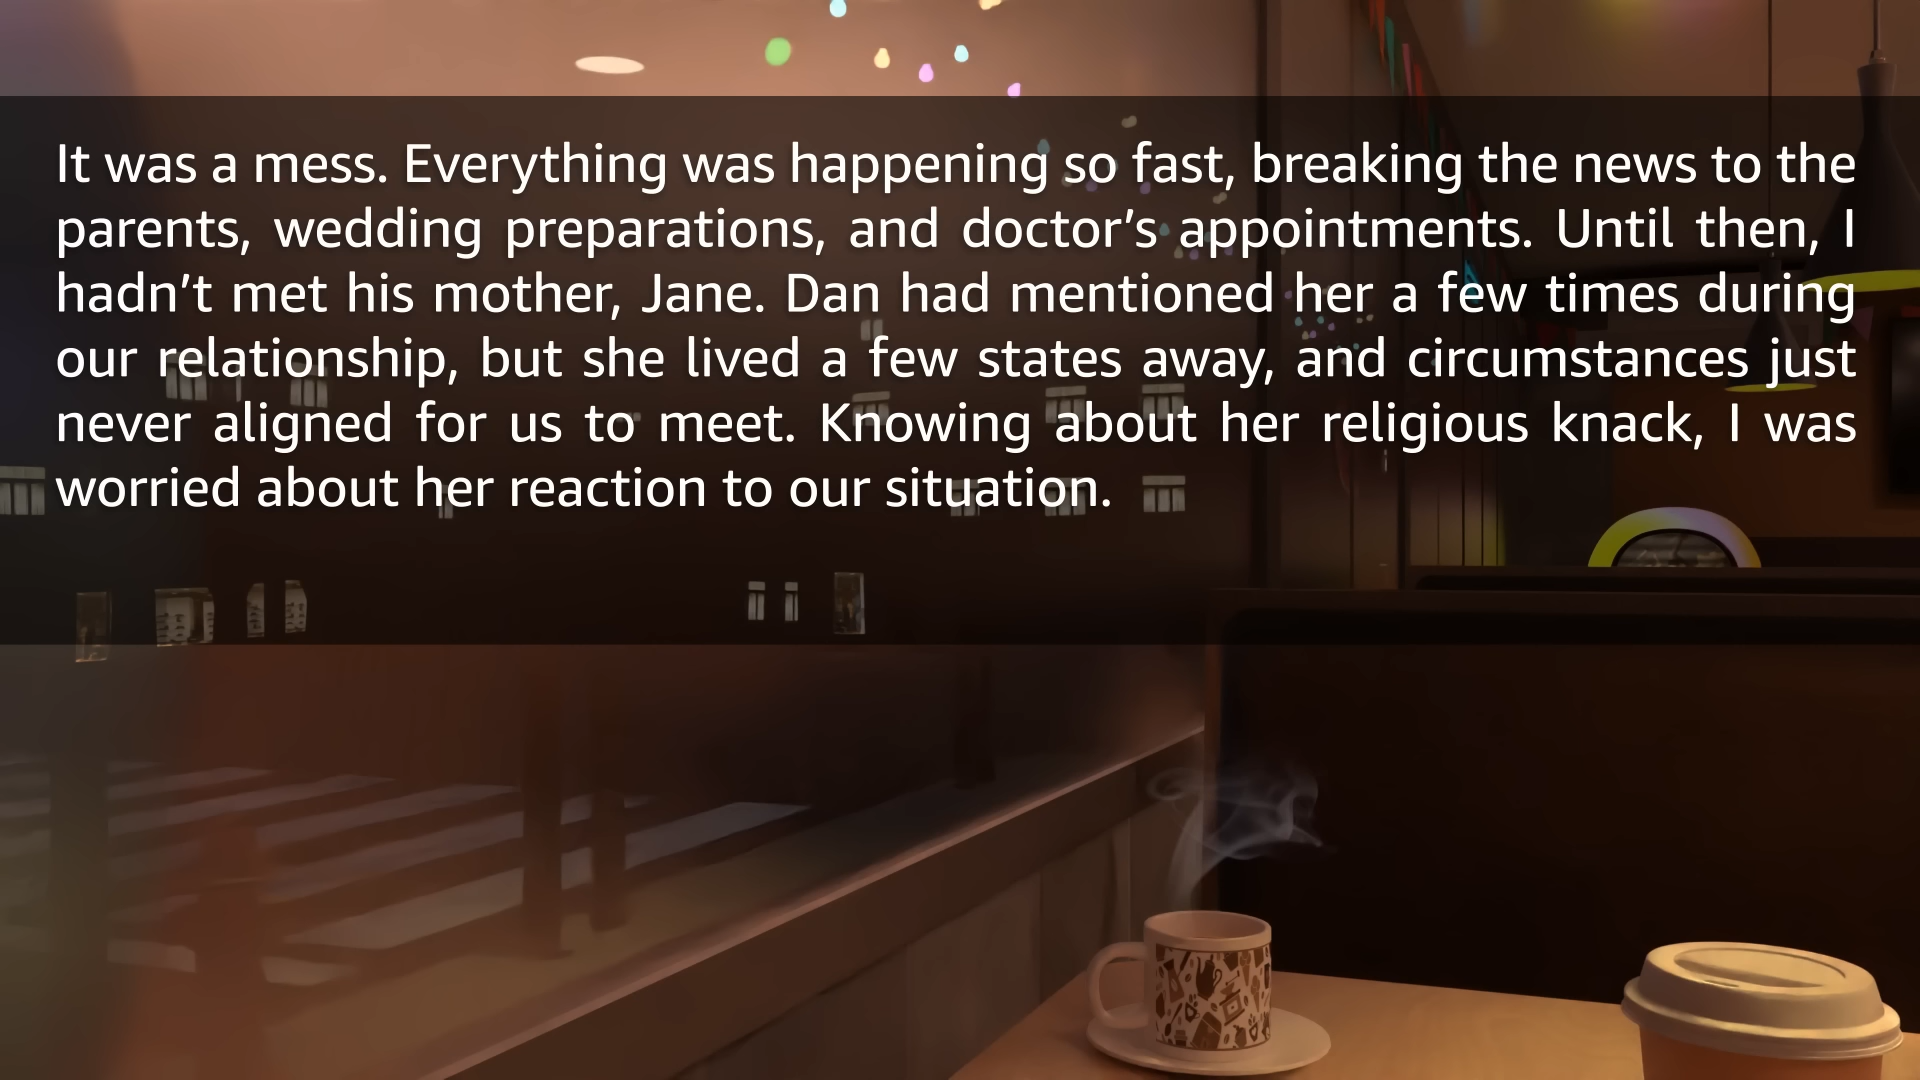 It was a mess. Everything was happening so fast, breaking the news to the
parents, wedding preparations, and doctor’s appointments. Until then, I
hadn’t met his mother, Jane. Dan had mentioned her a few times during
our relationship, but she lived a few states away, and circumstances just
never aligned for us to meet. Knowing about her religious knack, I was
worried about her reaction to our situation.